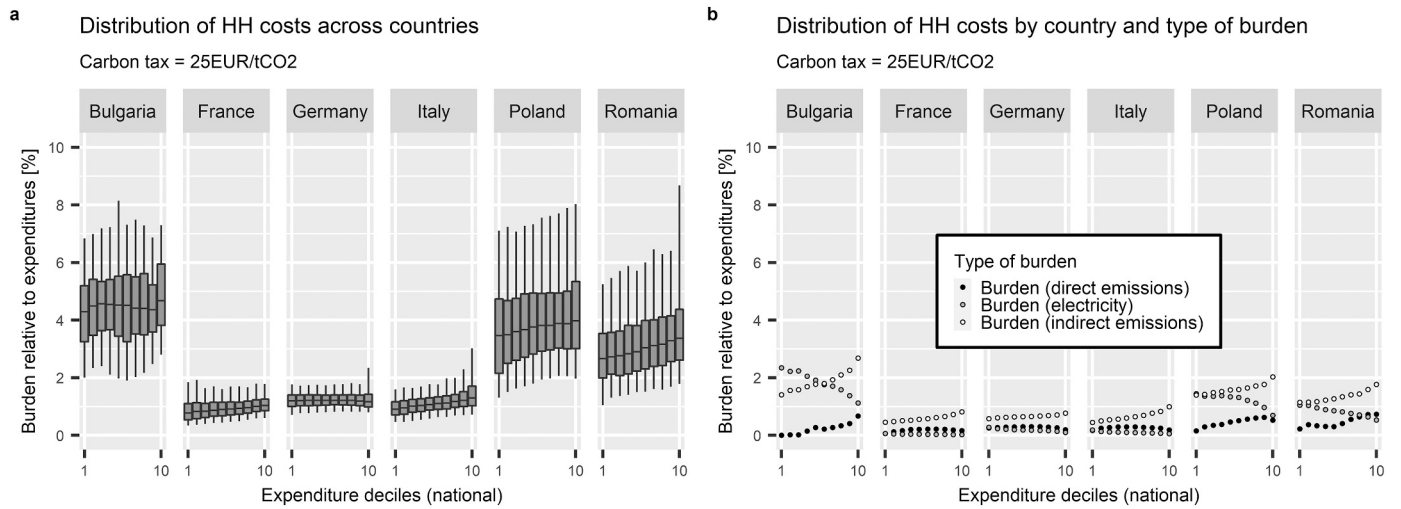 a
Distribution of HH costs across countries
Carbon tax = 25EUR/tCO2
Bulgaria France Germany Italy Poland Romania
Burden relative to expenditures [%]
10
8
6
4
2
0
1 10 1 10 1 10 1 10 1 10 1 10
Expenditure deciles (national)
b
Distribution of HH costs by country and type of burden
Carbon tax = 25EUR/tCO2
Bulgaria France Germany Italy Poland Romania
Burden relative to expenditures [%]
10
8
6
4
2
0
Type of burden
Burden (direct emissions)
Burden (electricity)
Burden (indirect emissions)
1 10 1 10 1 10 1 10 1 10 1 10
Expenditure deciles (national)